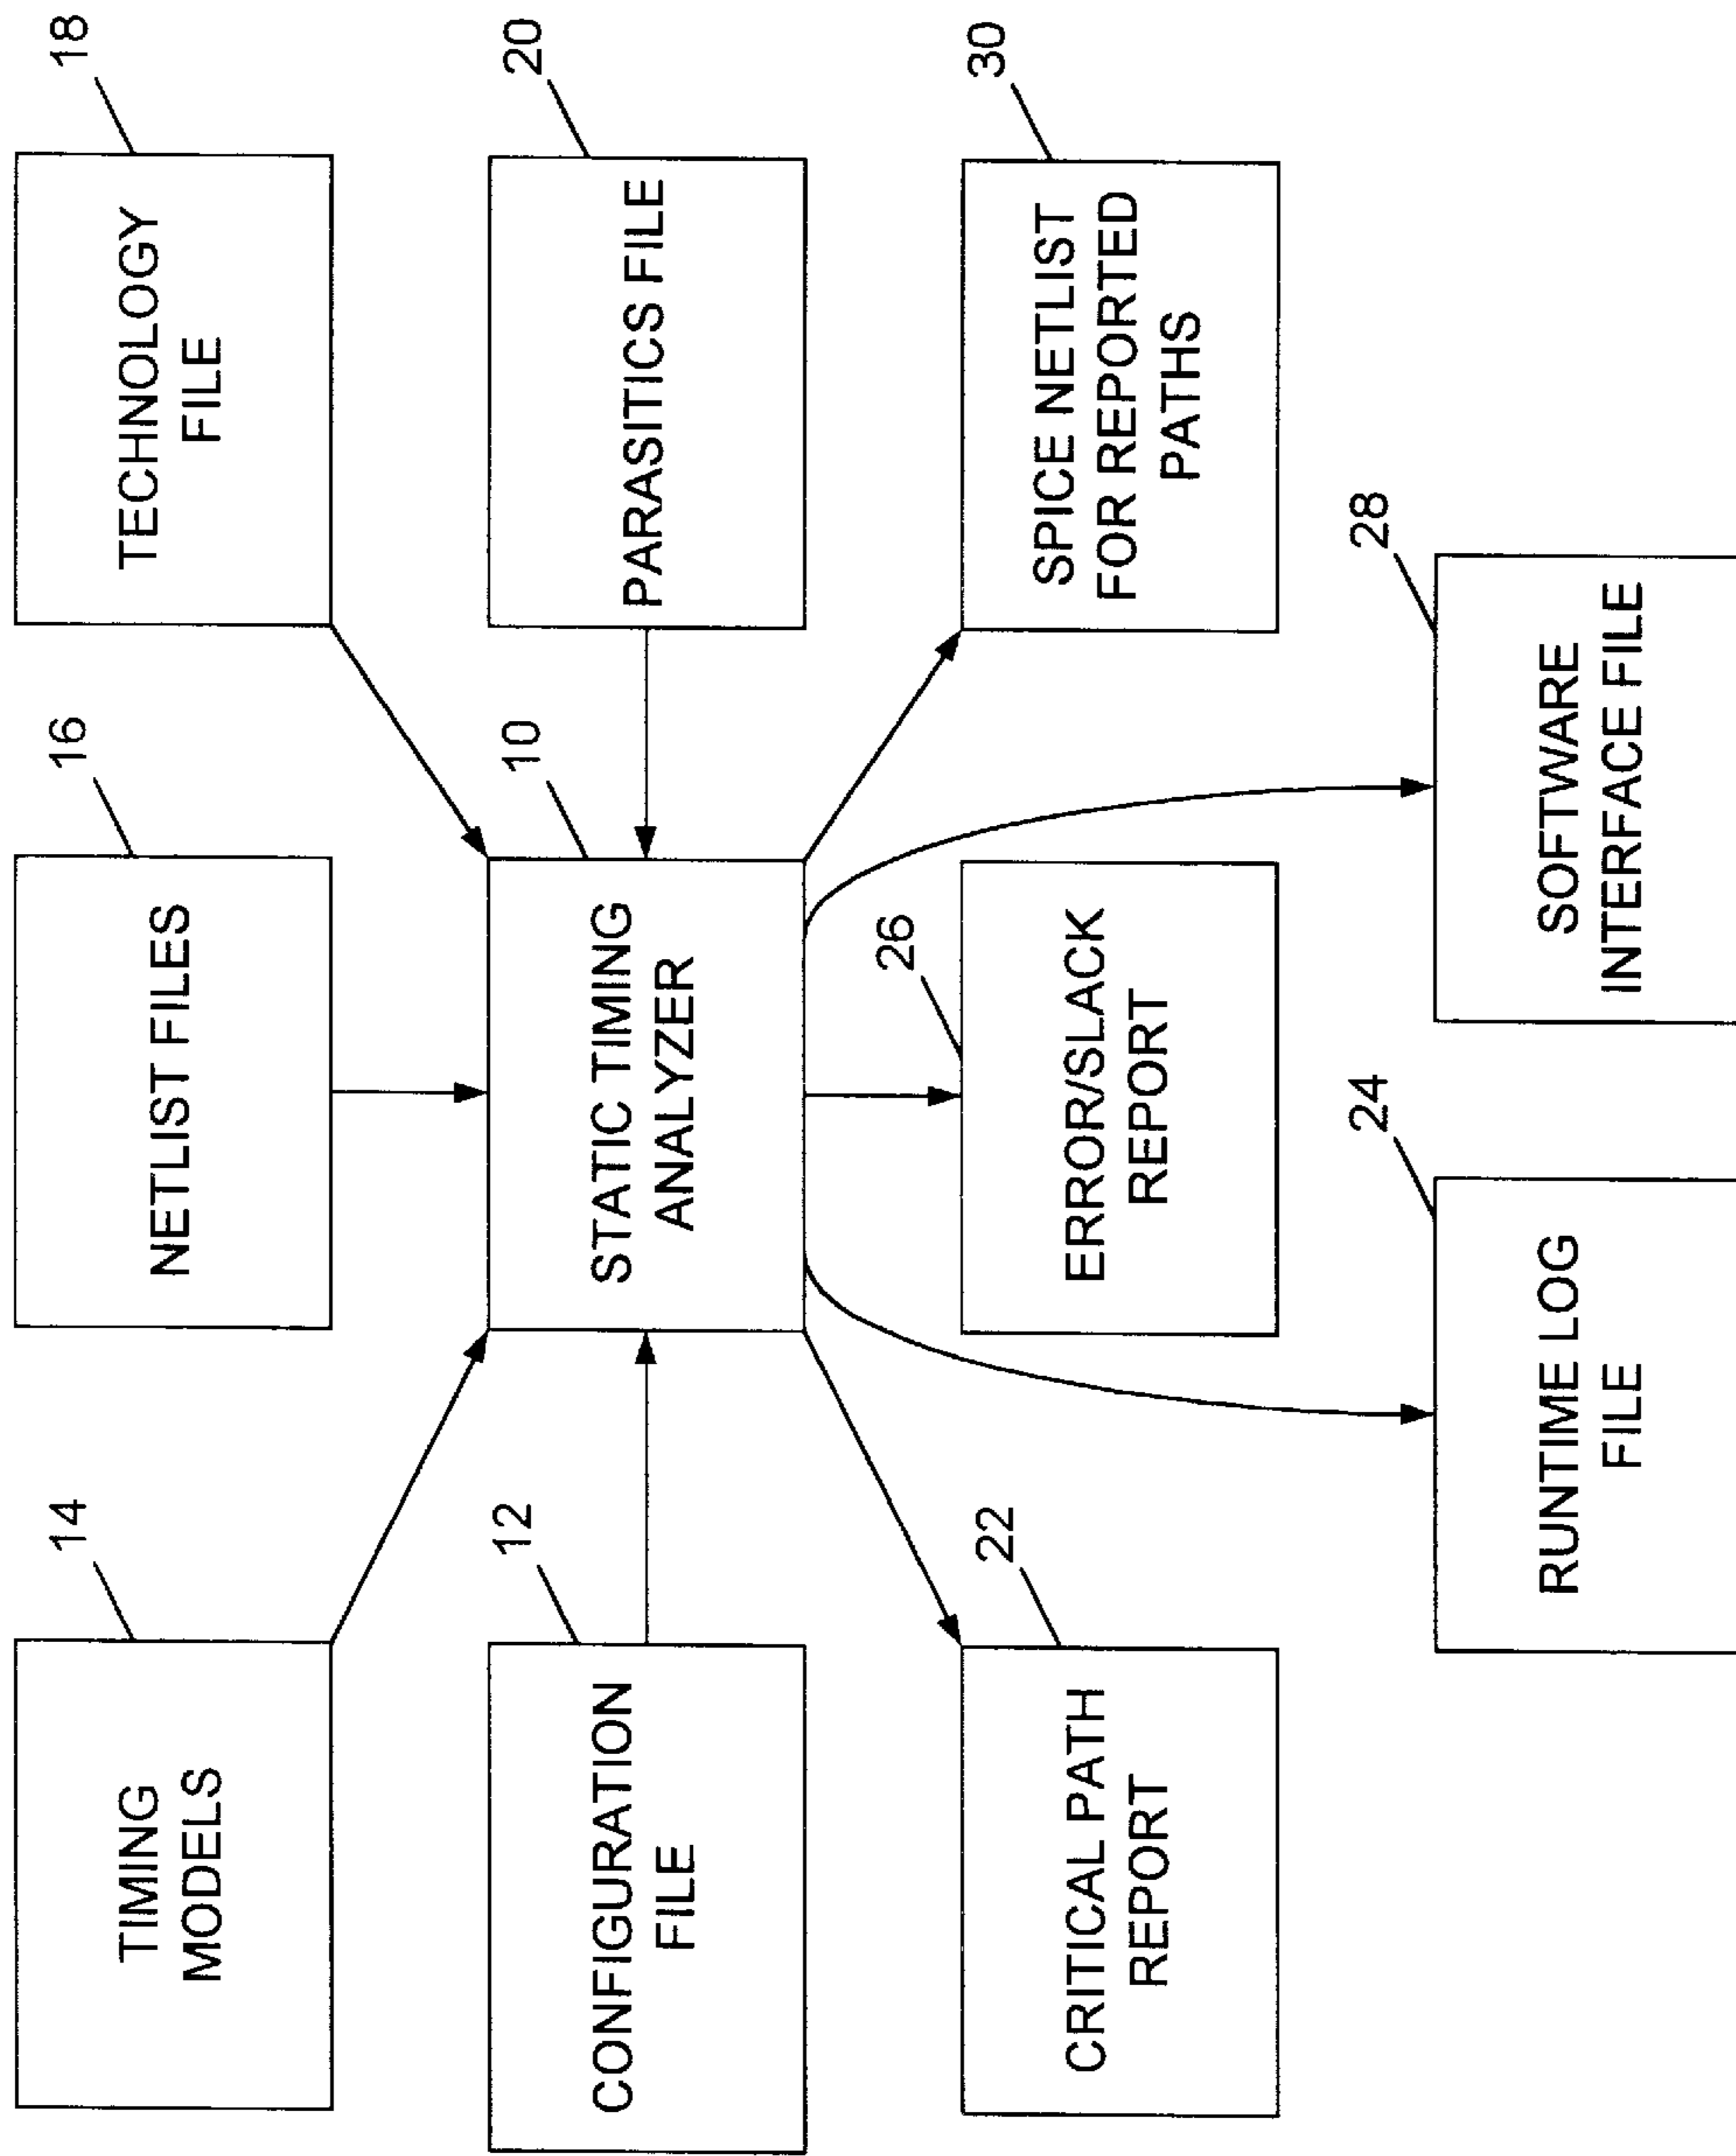 14
TIMING
MODELS
16
NETLIST FILES
18
TECHNOLOGY
FILE
12
CONFIGURATION
FILE
10
STATIC TIMING
ANALYZER
20
PARASITICS FILE
22
CRITICAL PATH
REPORT
26
ERROR/SLACK
REPORT
30
SPICE NETLIST
FOR REPORTED
PATHS
24
RUNTIME LOG
FILE
28
SOFTWARE
INTERFACE FILE